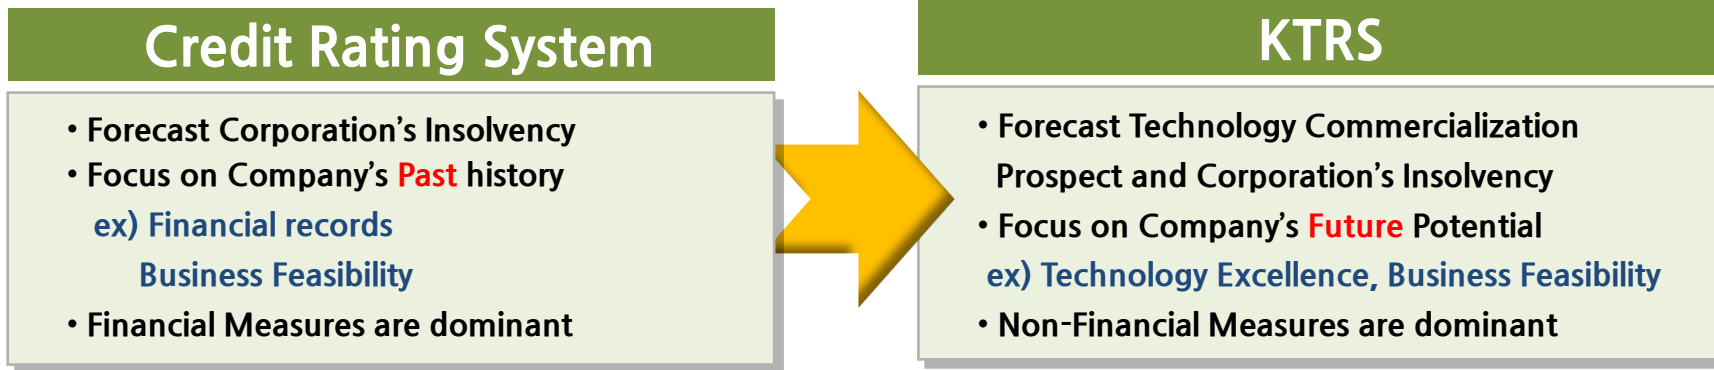 Credit Rating System
• Forecast Corporation's Insolvency
• Focus on Company's Past history
ex) Financial records
Business Feasibility
• Financial Measures are dominant
KTRS
• Forecast Technology Commercialization
Prospect and Corporation's Insolvency
• Focus on Company's Future Potential
ex) Technology Excellence, Business Feasibility
• Non-Financial Measures are dominant